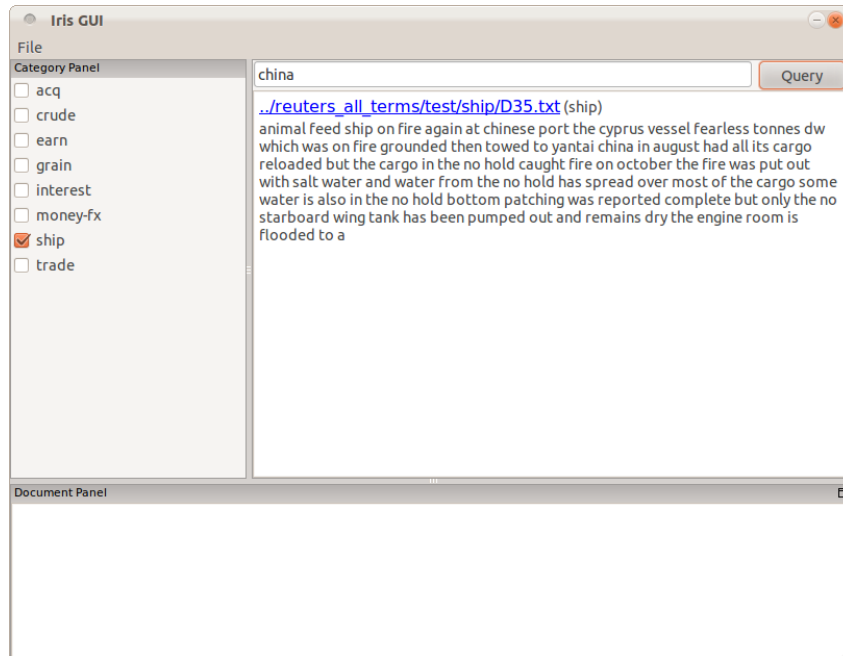 Iris GUI
File
Category Panel
acq
crude
earn
grain
interest
money-fx
ship
trade
china
Query
../reuters_all_terms/test/ship/D35.txt (ship)
animal feed ship on fire again at chinese port the cyprus vessel fearless tonnes dw
which was on fire grounded then towed to yantai china in august had all its cargo
reloaded but the cargo in the no hold caught fire on october the fire was put out
with salt water and water from the no hold has spread over most of the cargo some
water is also in the no hold bottom patching was reported complete but only the no
starboard wing tank has been pumped out and remains dry the engine room is
flooded to a
Document Panel